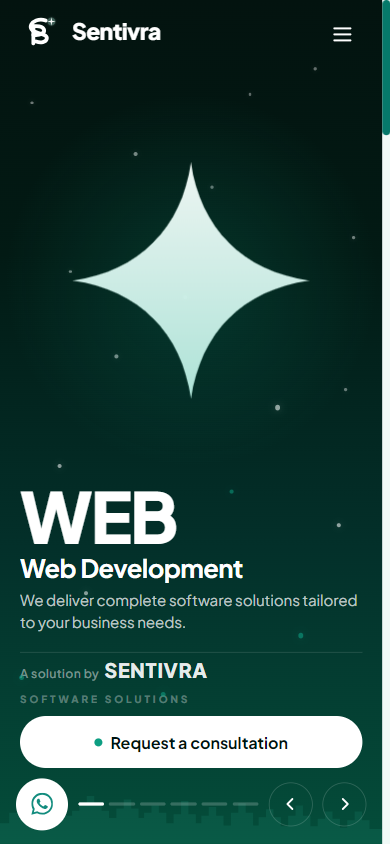 Sentivra
WEB
Web Development
We deliver complete software solutions tailored
to your business needs.
A solution by SENTIVRA
SOFTWARE SOLUTIONS
Request a consultation